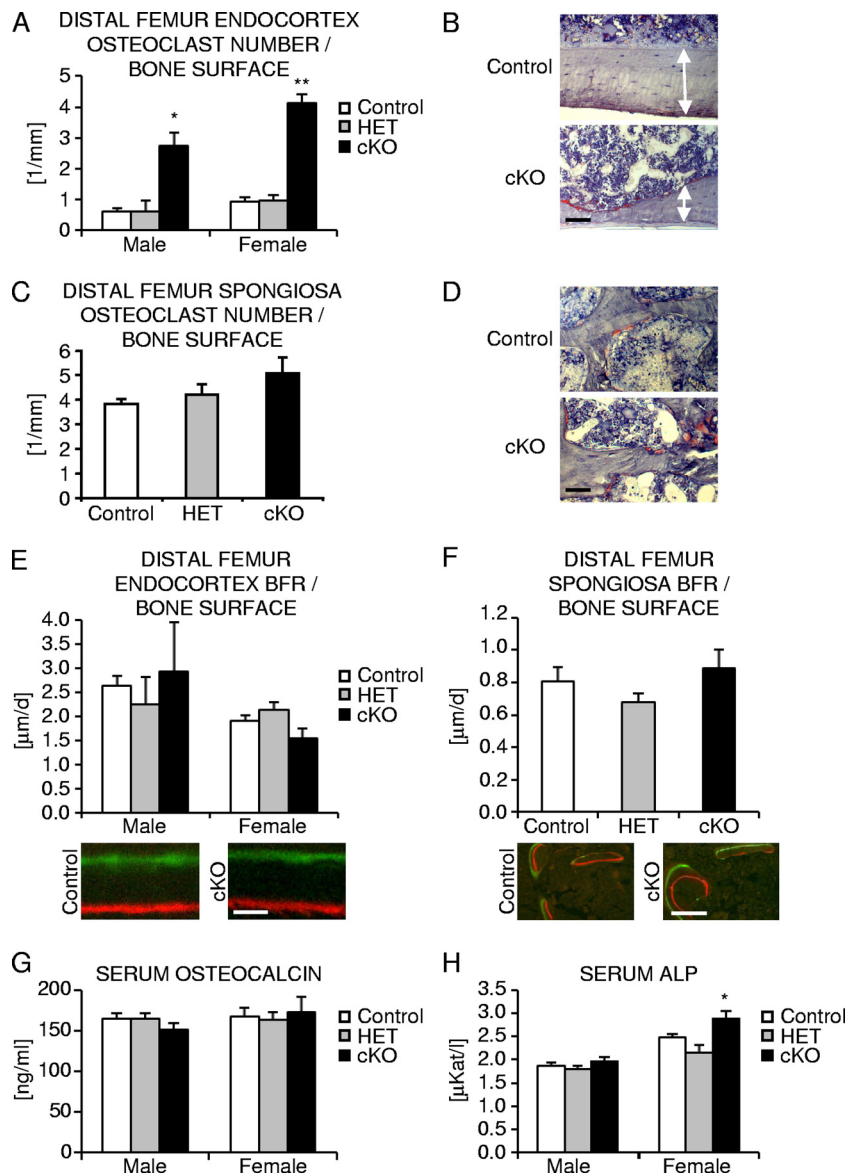 A
DISTAL FEMUR ENDOCORTEX
OSTEOCLAST NUMBER /
BONE SURFACE
5
4
3
2
1
0
[1/mm]
*
**
Control
HET
cKO
Male
Female
B
Control
cKO
C
DISTAL FEMUR SPONGIOSA
OSTEOCLAST NUMBER /
BONE SURFACE
6
5
4
3
2
1
0
[1/mm]
Control
HET
cKO
D
Control
cKO
E
DISTAL FEMUR
ENDOCORTEX BFR /
BONE SURFACE
4.0
3.5
3.0
2.5
2.0
1.5
1.0
0.5
0.0
[µm/d]
Control
HET
cKO
Male
Female
Control
cKO
F
DISTAL FEMUR
SPONGIOSA BFR /
BONE SURFACE
1.2
1.0
0.8
0.6
0.4
0.2
0.0
[µm/d]
Control
HET
cKO
Control
cKO
G
SERUM OSTEOCALCIN
200
150
100
50
0
[ng/ml]
Control
HET
cKO
Male
Female
H
SERUM ALP
3.5
3.0
2.5
2.0
1.5
1.0
0.5
0.0
[µKat/l]
*
Control
HET
cKO
Male
Female